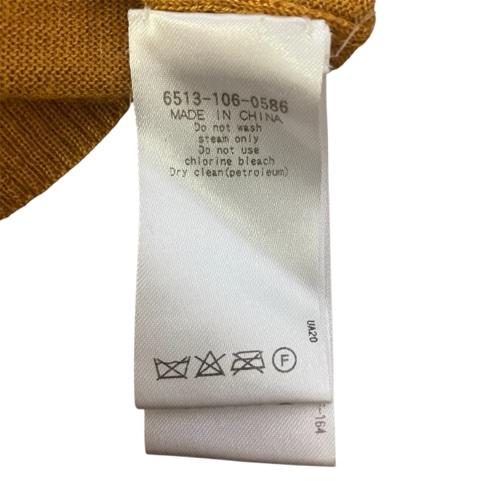 6513-106-0586
MADE IN CHINA
Do not wash
steam only
Do not use
chlorine bleach
Dry clean(petroleum)
UA20
F
-164